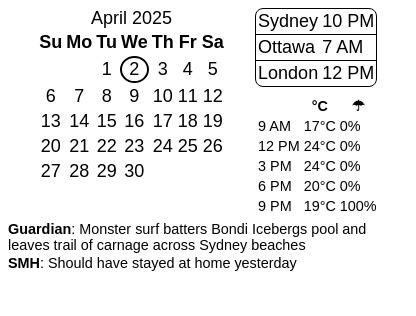 April 2025
Su Mo Tu We Th Fr Sa
1 2 3 4 5
6 7 8 9 10 11 12
13 14 15 16 17 18 19
20 21 22 23 24 25 26
27 28 29 30
Sydney 10 PM
Ottawa 7 AM
London 12 PM
°C ☂
9 AM 17°C 0%
12 PM 24°C 0%
3 PM 24°C 0%
6 PM 20°C 0%
9 PM 19°C 100%
Guardian: Monster surf batters Bondi Icebergs pool and
leaves trail of carnage across Sydney beaches
SMH: Should have stayed at home yesterday